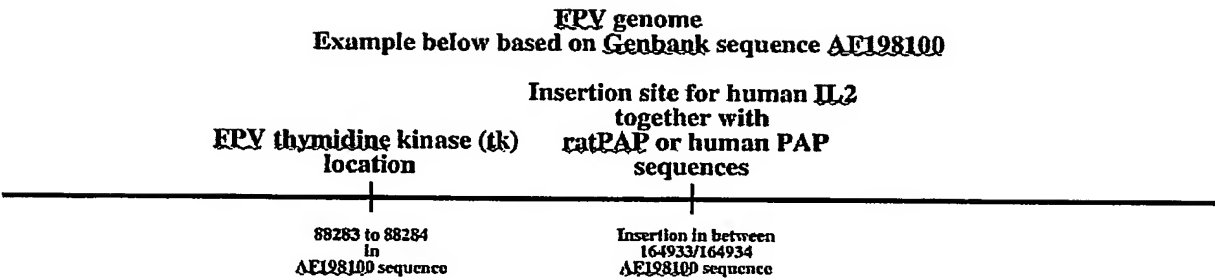 FPV genome
Example below based on Genbank sequence AF198100
Insertion site for human IL2
together with
FPV thymidine kinase (tk)
ratPAP or human PAP
location
sequences
88283 to 88284
in
AF198100 sequence
Insertion in between
164933/164934
AF198100 sequence